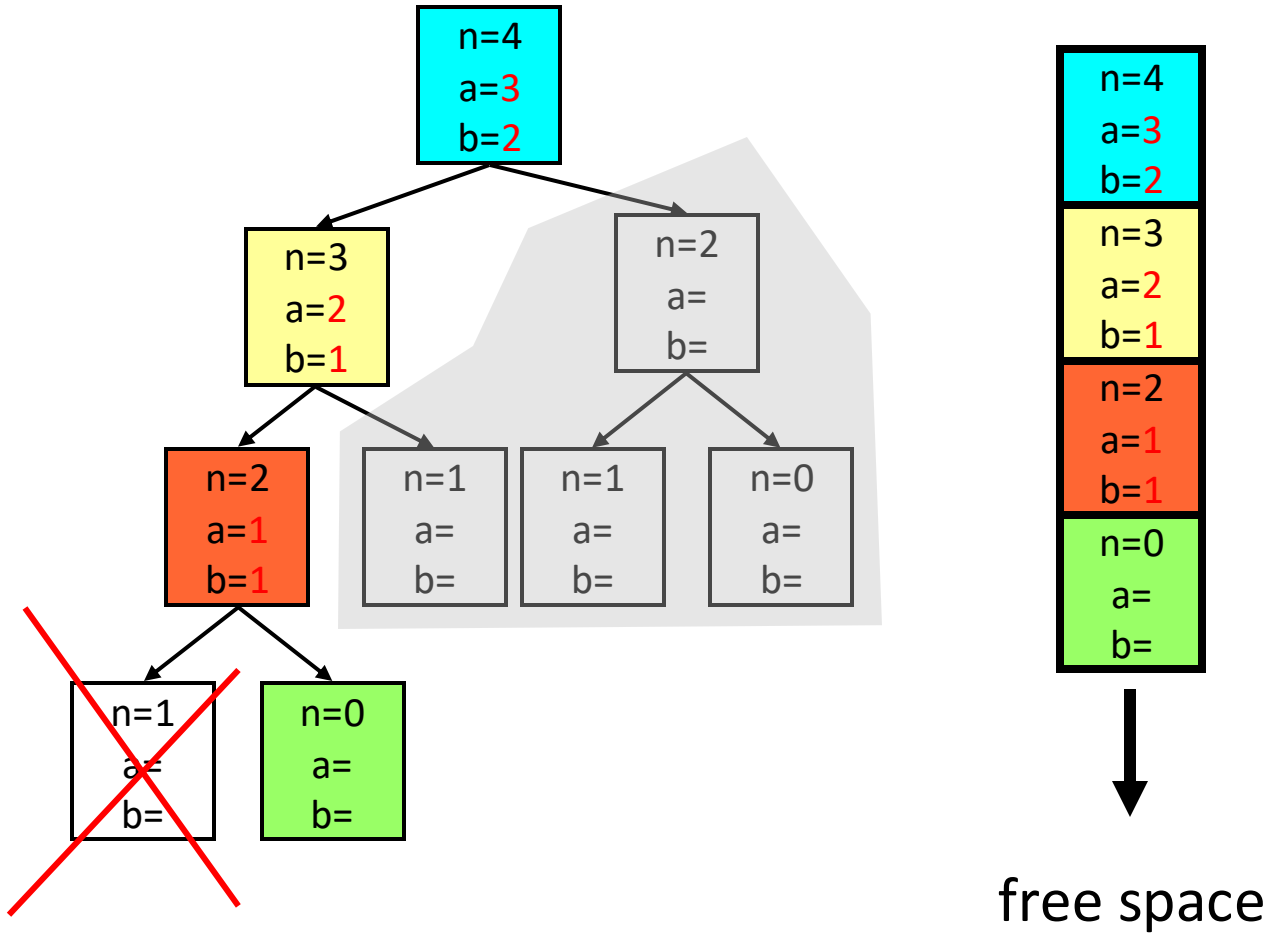 n=4
a=3
b=2
n=3
a=2
b=1
n=2
a=
b=
n=2
a=1
b=1
n=1
a=
b=
n=1
a=
b=
n=0
a=
b=
n=1
a=
b=
n=0
a=
b=
n=4
a=3
b=2
n=3
a=2
b=1
n=2
a=1
b=1
n=0
a=
b=
free space